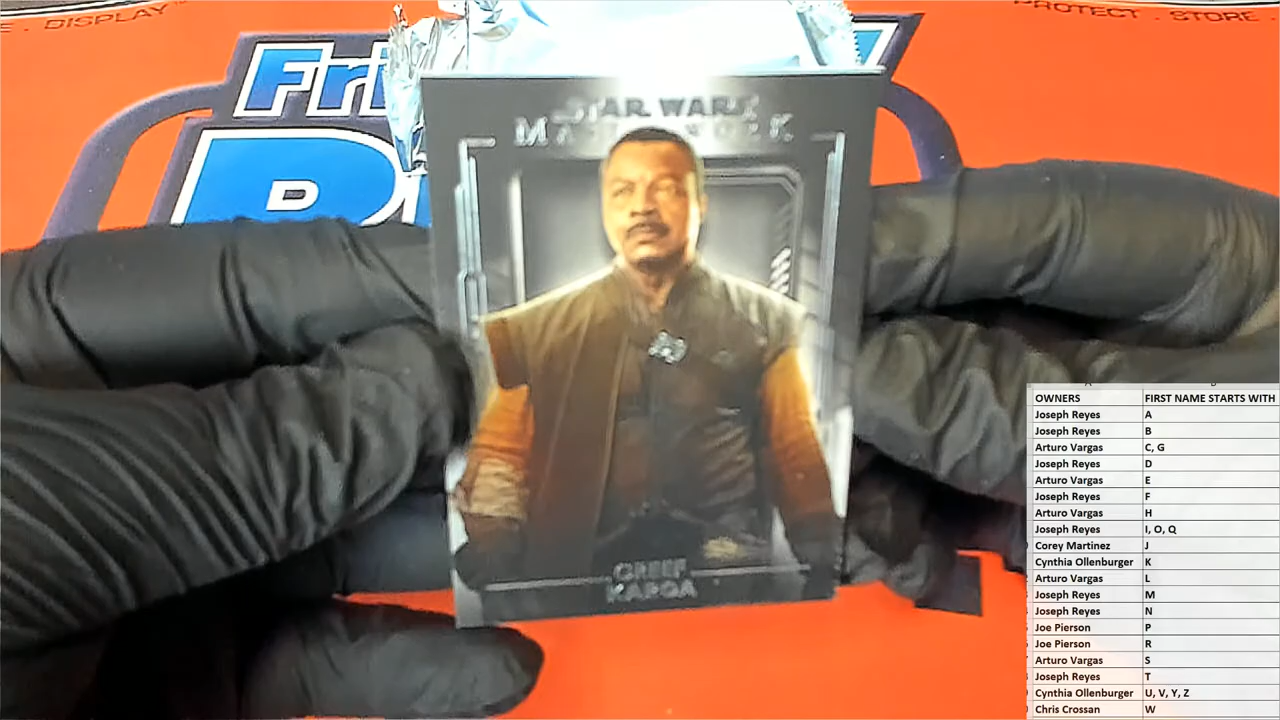 DISPLAY
PROTECT . STORE .
Fri
STAR WARS
GREEF
KARGA
OWNERS FIRST NAME STARTS WITH
Joseph Reyes A
Joseph Reyes B
Arturo Vargas C, G
Joseph Reyes D
Arturo Vargas E
Joseph Reyes F
Arturo Vargas H
Joseph Reyes I, O, Q
Corey Martinez J
Cynthia Ollenburger K
Arturo Vargas L
Joseph Reyes M
Joseph Reyes N
Joe Pierson P
Joe Pierson R
Arturo Vargas S
Joseph Reyes T
Cynthia Ollenburger U, V, Y, Z
Chris Crossan W